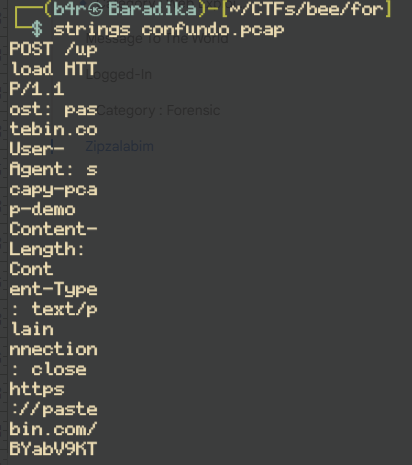 (b4r㉿Baradika)-[~/CTFs/bee/for]
$ strings confundo.pcap
Message To The World
POST /up
load HTT
Logged-In
P/1.1
ost: pas
Category : Forensic
tebin.co
User-
Zipzalabim
Agent: s
capy-pca
p-demo
Content-
Length:
Cont
ent-Type
: text/p
lain
nnection
: close
https
://paste
bin.com/
BYabV9KT